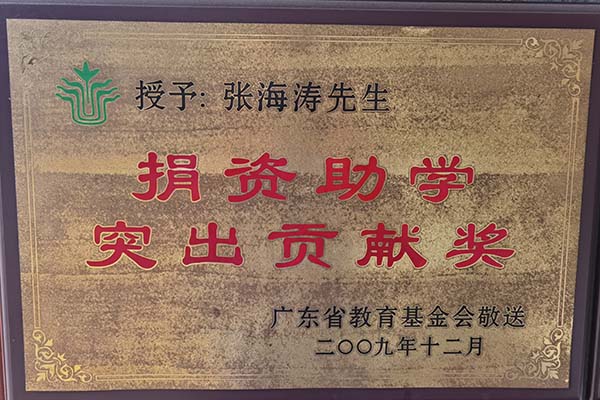 授予: 张海涛先生
捐资助学
突出贡献奖
广东省教育基金会敬送
二〇〇九年十二月